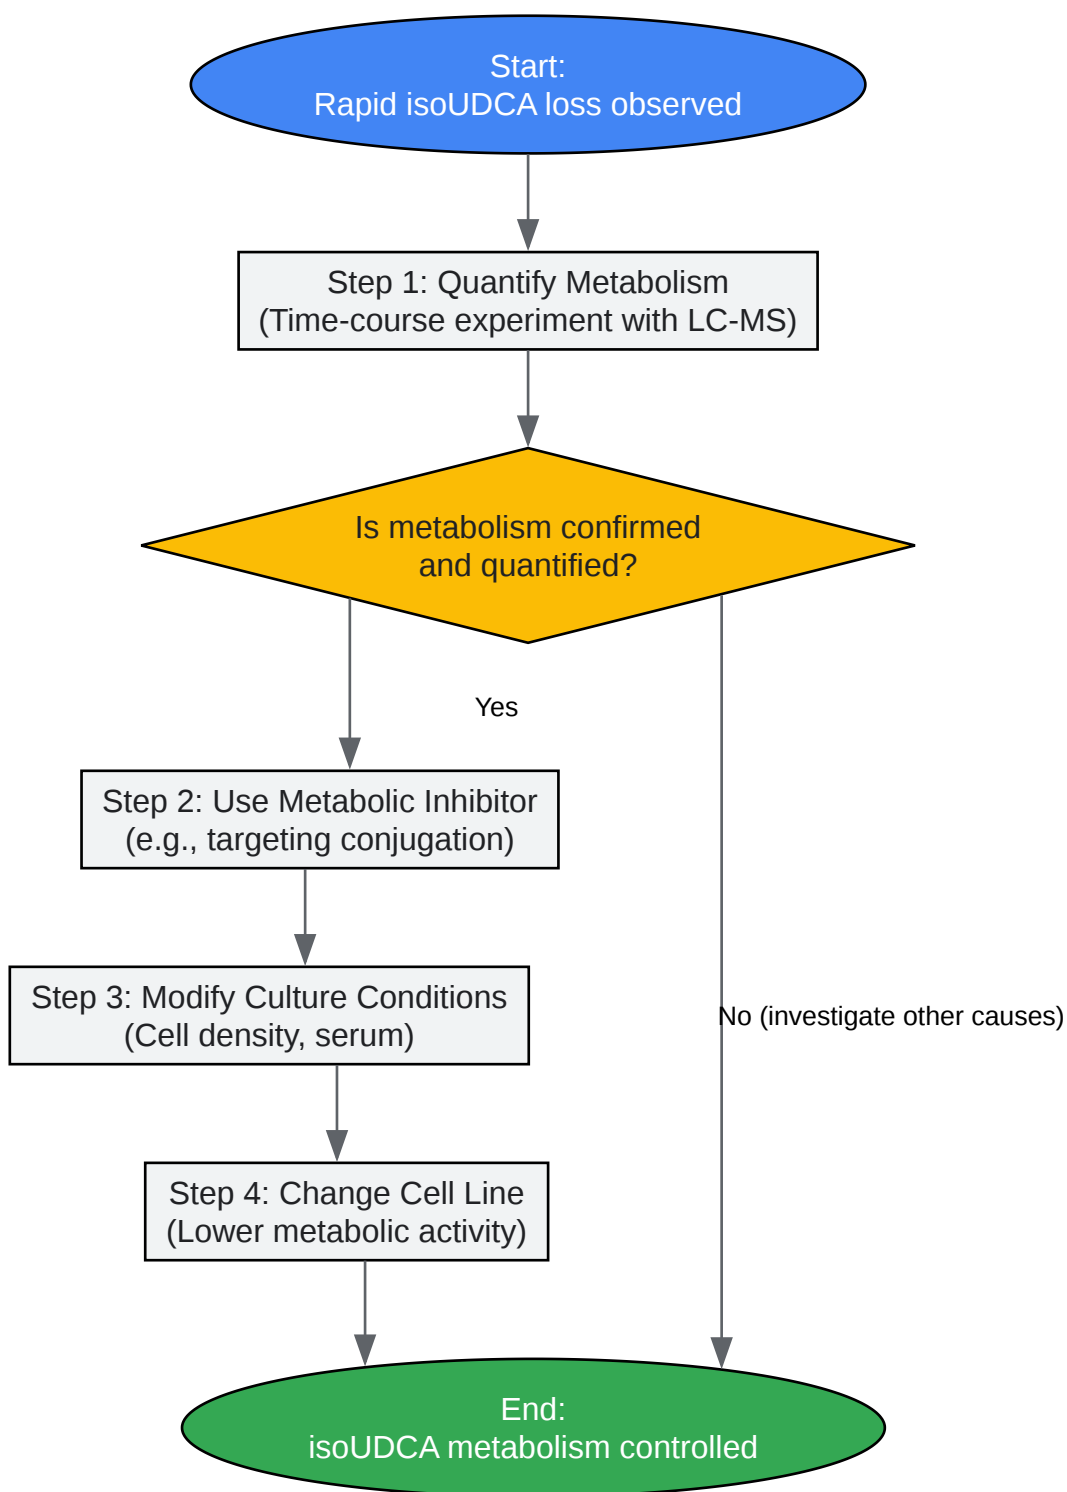 Start:
Rapid isoUDCA loss observed
Step 1: Quantify Metabolism
(Time-course experiment with LC-MS)
Is metabolism confirmed
and quantified?
Yes
Step 2: Use Metabolic Inhibitor
(e.g., targeting conjugation)
Step 3: Modify Culture Conditions
(Cell density, serum)
No (investigate other causes)
Step 4: Change Cell Line
(Lower metabolic activity)
End:
isoUDCA metabolism controlled